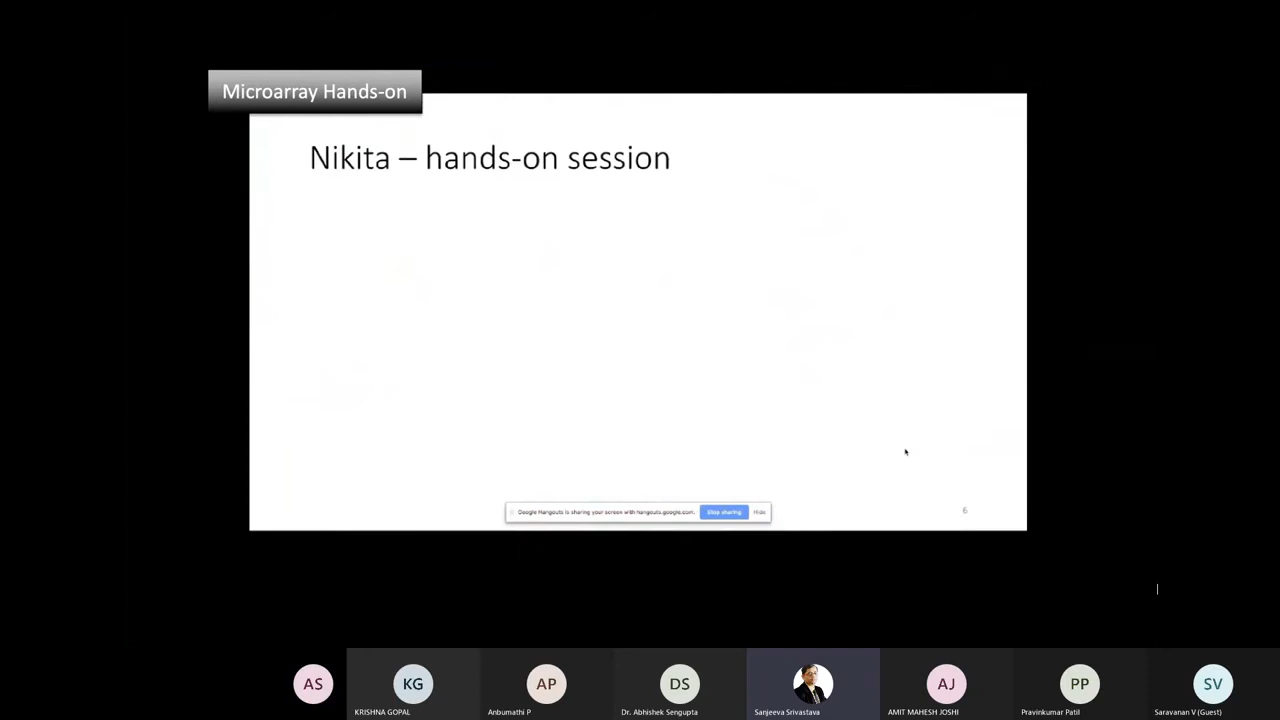 Microarray Hands-on
Nikita – hands-on session
Google Hangouts is sharing your screen with hangouts.google.com. Stop sharing Hide
6
AS KG AP DS AJ PP SV
KRISHNA GOPAL Anbumathi P Dr. Abhishek Sengupta Sanjeeva Srivastava AMIT MAHESH JOSHI Pravinkumar Patil Saravanan V (Guest)